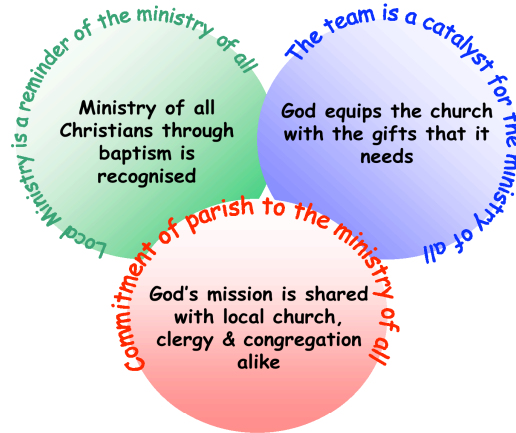 Local Ministry is a reminder of the ministry of all
Ministry of all
Christians through
baptism is
recognised
The team is a catalyst for the ministry of all
God equips the church
with the gifts that it
needs
Commitment of parish to the ministry of all
God's mission is shared
with local church,
clergy & congregation
alike